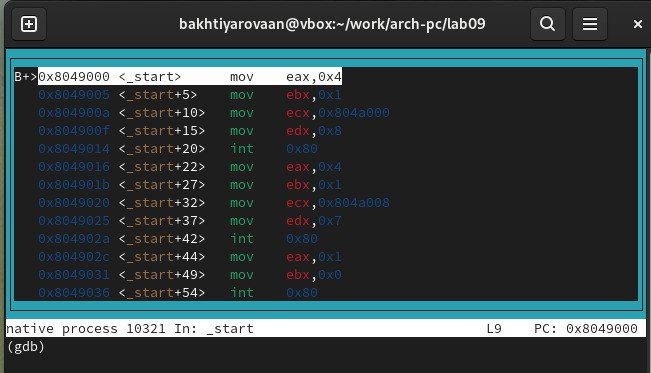 bakhtiyarovaan@vbox:~/work/arch-pc/lab09
B+>0x8049000 <_start> mov eax,0x4
0x8049005 <_start+5> mov ebx,0x1
0x804900a <_start+10> mov ecx,0x804a000
0x804900f <_start+15> mov edx,0x8
0x8049014 <_start+20> int 0x80
0x8049016 <_start+22> mov eax,0x4
0x804901b <_start+27> mov ebx,0x1
0x8049020 <_start+32> mov ecx,0x804a008
0x8049025 <_start+37> mov edx,0x7
0x804902a <_start+42> int 0x80
0x804902c <_start+44> mov eax,0x1
0x8049031 <_start+49> mov ebx,0x0
0x8049036 <_start+54> int 0x80
native process 10321 In: _start L9 PC: 0x8049000
(gdb)